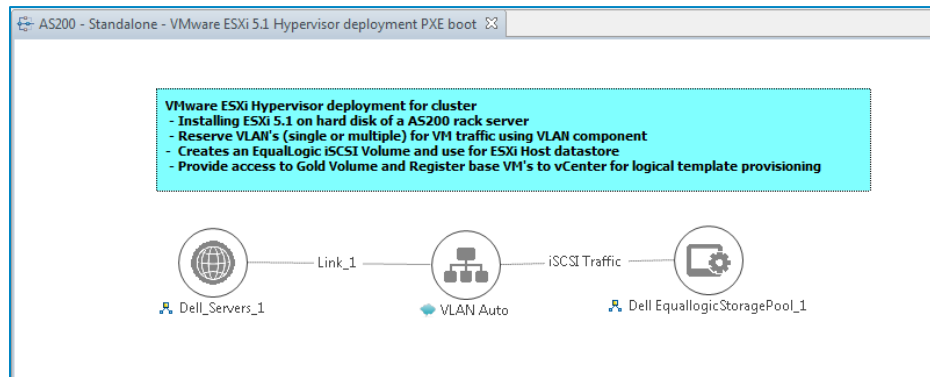 AS200 - Standalone - VMware ESXi 5.1 Hypervisor deployment PXE boot
VMware ESXi Hypervisor deployment for cluster
- Installing ESXi 5.1 on hard disk of a AS200 rack server
- Reserve VLAN's (single or multiple) for VM traffic using VLAN component
- Creates an EqualLogic iSCSI Volume and use for ESXi Host datastore
- Provide access to Gold Volume and Register base VM's to vCenter for logical template provisioning
Link_1
iSCSI Traffic
Dell_Servers_1
VLAN Auto
Dell EquallogicStoragePool_1